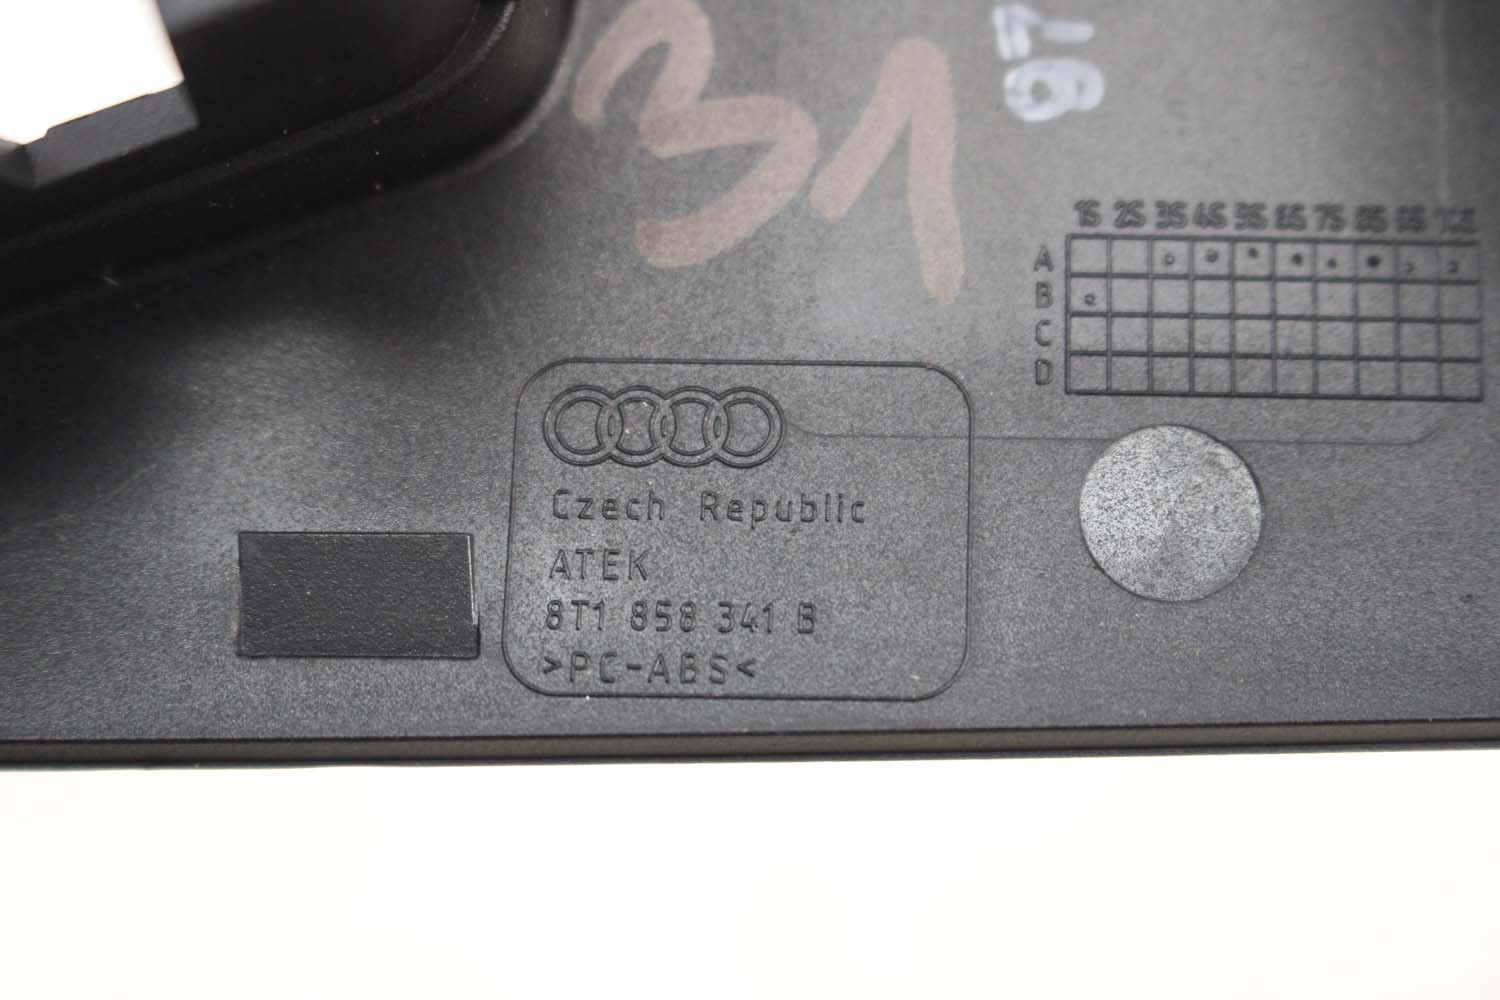 31
97
1S 2S 3S 4S 5S 6S 7S 8S 9S 10S
A
B
C
D
Czech Republic
ATEK
8T1 858 341 B
>PC-ABS<